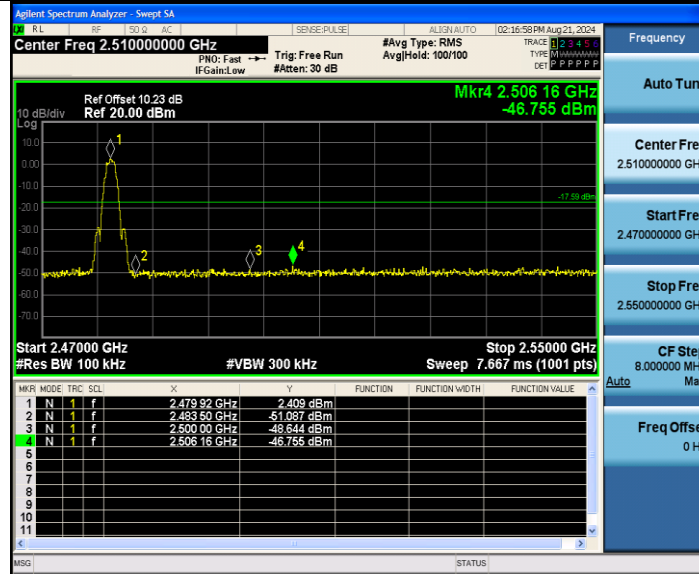 Agilent Spectrum Analyzer - Swept SA
RL RF 50 Ω AC SENSE:PULSE ALIGN AUTO 02:16:58 PM Aug 21, 2024
Center Freq 2.510000000 GHz
PNO: Fast
IFGain:Low
Trig: Free Run
#Atten: 30 dB
#Avg Type: RMS
Avg|Hold: 100/100
TRACE 1 2 3 4 5 6
TYPE M
DET P P P P P P
Mkr4 2.506 16 GHz
-46.755 dBm
Ref Offset 10.23 dB
Ref 20.00 dBm
10 dB/div
Log
10.0
0.00
-10.0
-20.0
-30.0
-40.0
-50.0
-60.0
-70.0
1
2
3
4
-17.59 dBm
Start 2.47000 GHz
Stop 2.55000 GHz
#Res BW 100 kHz
#VBW 300 kHz
Sweep 7.667 ms (1001 pts)
MKR MODE TRC SCL X Y FUNCTION FUNCTION WIDTH FUNCTION VALUE
1 N 1 f 2.479 92 GHz 2.409 dBm
2 N 1 f 2.483 50 GHz -51.087 dBm
3 N 1 f 2.500 00 GHz -48.644 dBm
4 N 1 f 2.506 16 GHz -46.755 dBm
5
6
7
8
9
10
11
MSG STATUS
Frequency
Auto Tun
Center Fre
2.510000000 GH
Start Fre
2.470000000 GH
Stop Fre
2.550000000 GH
CF Ste
8.000000 MH
Auto Ma
Freq Offse
0 H